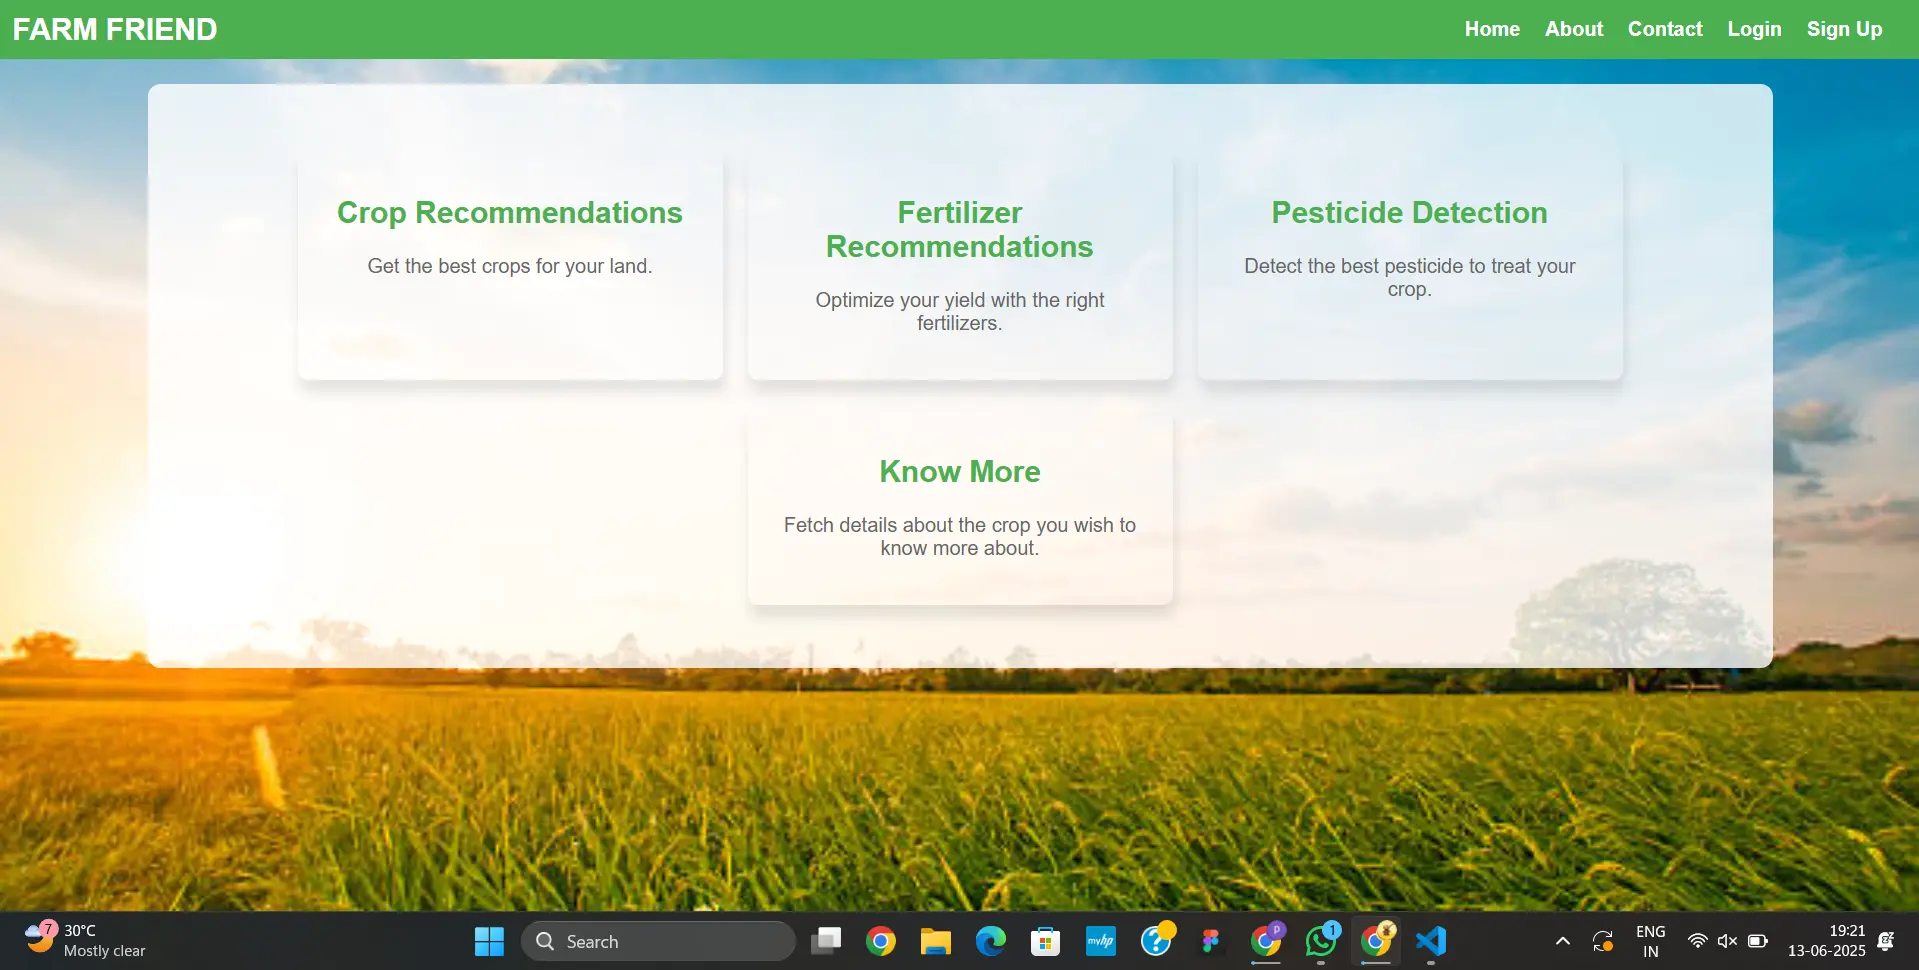 FARM FRIEND
Home About Contact Login Sign Up
Crop Recommendations
Get the best crops for your land.
Fertilizer
Recommendations
Optimize your yield with the right
fertilizers.
Pesticide Detection
Detect the best pesticide to treat your
crop.
Know More
Fetch details about the crop you wish to
know more about.
7
30°C
Mostly clear
Search
myhp
?
P
1
ENG
IN
19:21
13-06-2025